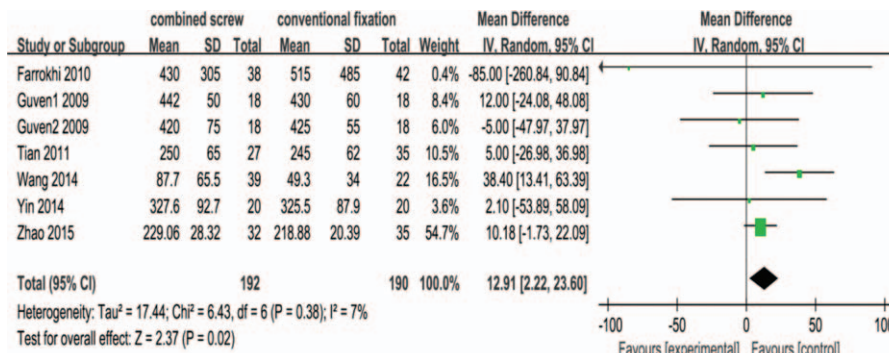 combined screw conventional fixation Mean Difference Mean Difference
Study or Subgroup Mean SD Total Mean SD Total Weight IV. Random. 95% CI IV. Random. 95% CI
Farrokhi 2010 430 305 38 515 485 42 0.4% -85.00 [-260.84, 90.84]
Guven1 2009 442 50 18 430 60 18 8.4% 12.00 [-24.08, 48.08]
Guven2 2009 420 75 18 425 55 18 6.0% -5.00 [-47.97, 37.97]
Tian 2011 250 65 27 245 62 35 10.5% 5.00 [-26.98, 36.98]
Wang 2014 87.7 65.5 39 49.3 34 22 16.5% 38.40 [13.41, 63.39]
Yin 2014 327.6 92.7 20 325.5 87.9 20 3.6% 2.10 [-53.89, 58.09]
Zhao 2015 229.06 28.32 32 218.88 20.39 35 54.7% 10.18 [-1.73, 22.09]
Total (95% CI) 192 190 100.0% 12.91 [2.22, 23.60]
Heterogeneity: Tau² = 17.44; Chi² = 6.43, df = 6 (P = 0.38); I² = 7%
Test for overall effect: Z = 2.37 (P = 0.02)
-100 -50 0 50 100
Favours [experimental] Favours [control]